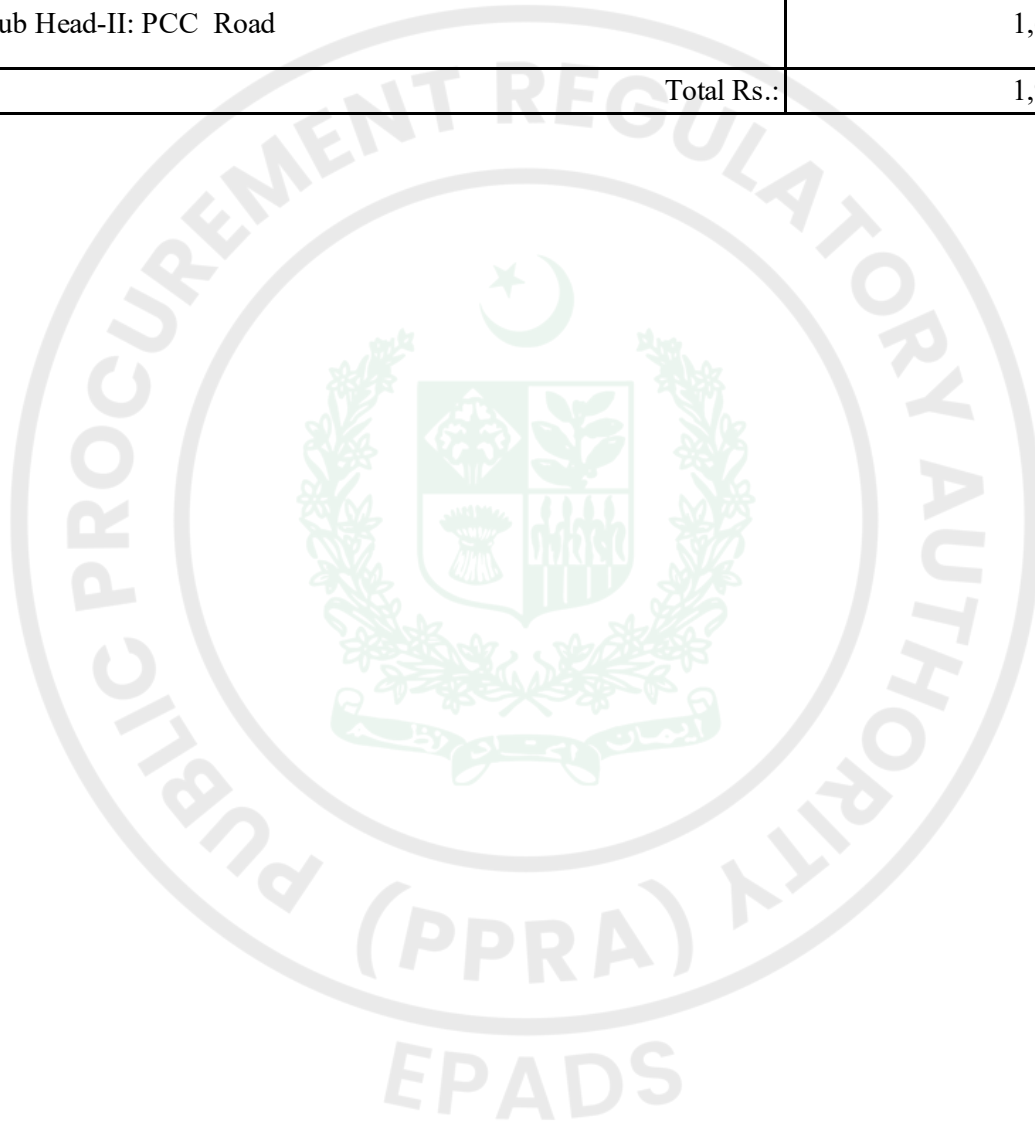 ub Head-II: PCC Road 1,
Total Rs.: 1,
PUBLIC PROCUREMENT REGULATORY AUTHORITY
(PPRA)
EPADS